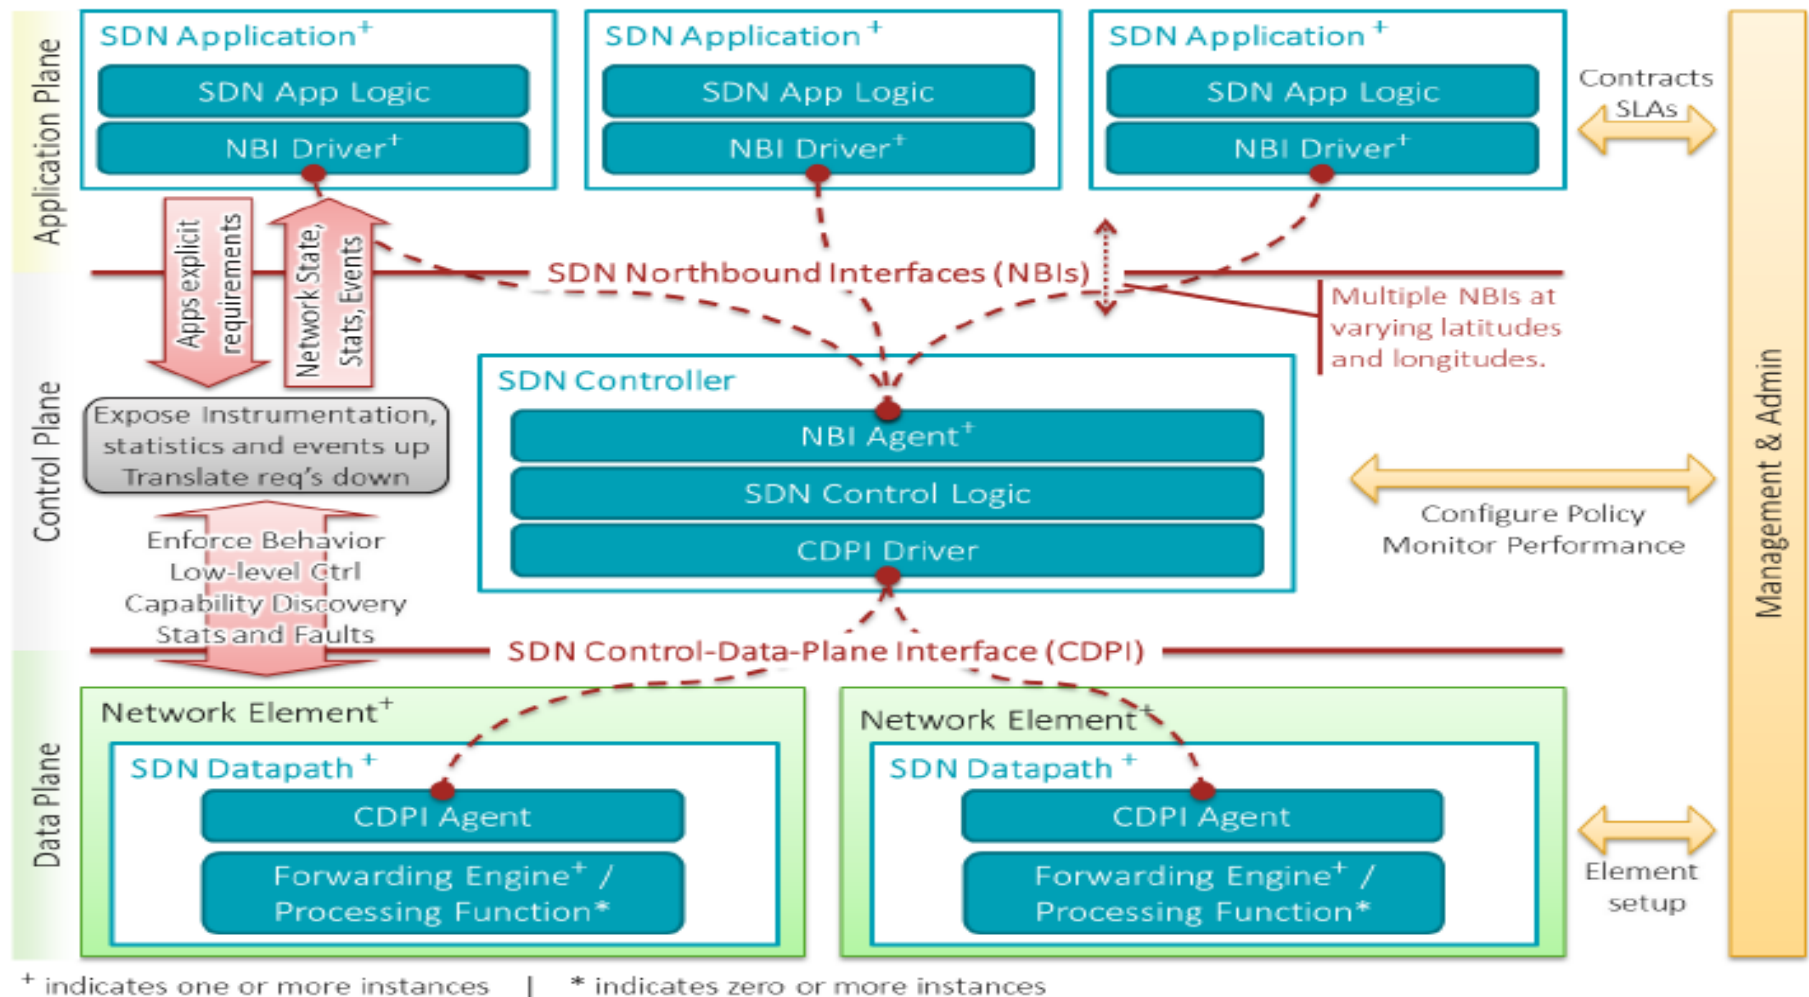 Application Plane
SDN Application+
SDN App Logic
NBI Driver+
SDN Application+
SDN App Logic
NBI Driver+
SDN Application+
SDN App Logic
NBI Driver+
Contracts
SLAs
Apps explicit
requirements
Network State,
Stats, Events
SDN Northbound Interfaces (NBIs)
Multiple NBIs at
varying latitudes
and longitudes.
Control Plane
Expose Instrumentation,
statistics and events up
Translate req's down
SDN Controller
NBI Agent+
SDN Control Logic
CDPI Driver
Configure Policy
Monitor Performance
Management & Admin
Enforce Behavior
Low-level Ctrl
Capability Discovery
Stats and Faults
SDN Control-Data-Plane Interface (CDPI)
Data Plane
Network Element+
SDN Datapath+
CDPI Agent
Forwarding Engine+ /
Processing Function*
Network Element+
SDN Datapath+
CDPI Agent
Forwarding Engine+ /
Processing Function*
Element
setup
+ indicates one or more instances | * indicates zero or more instances